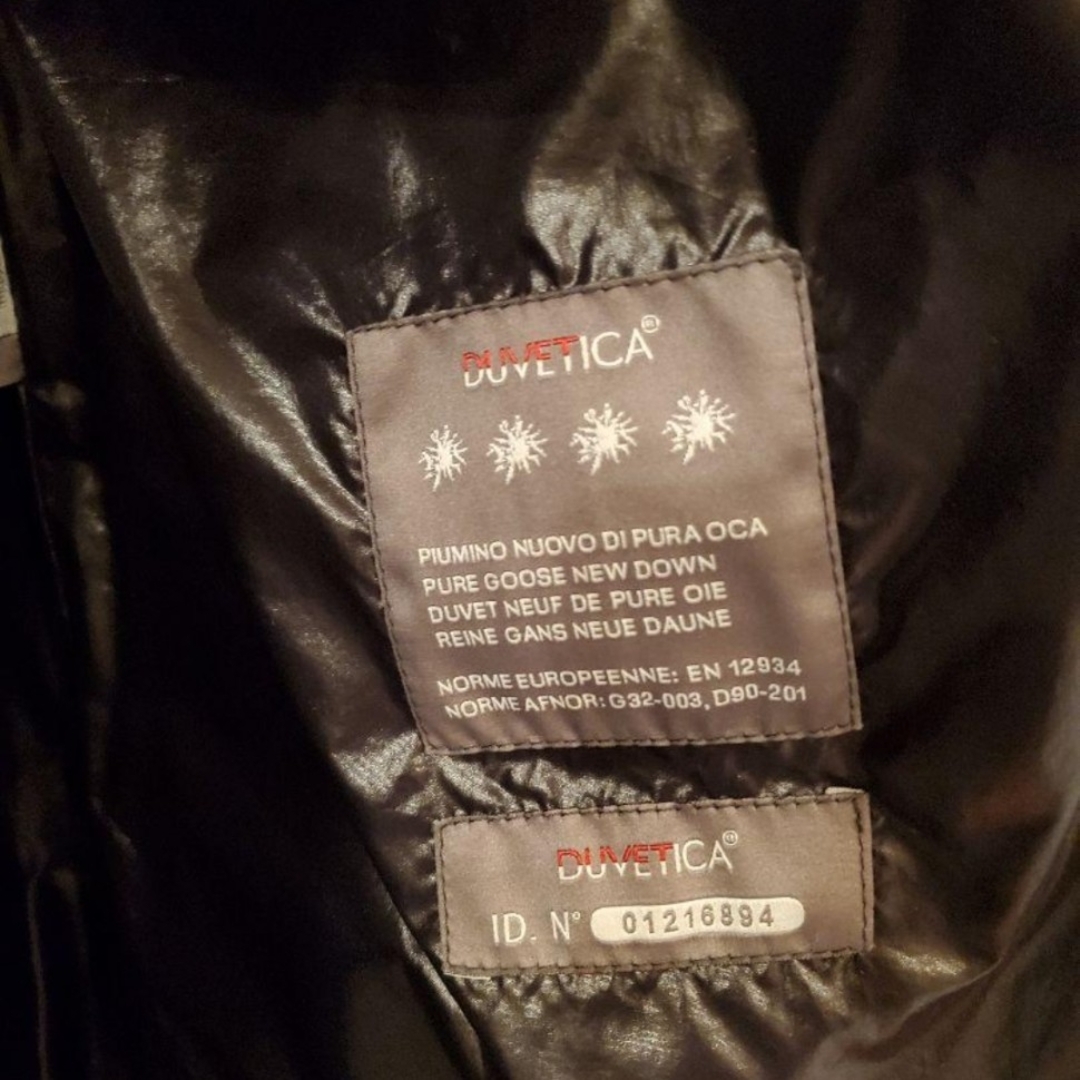 DUVETICA®
PIUMINO NUOVO DI PURA OCA
PURE GOOSE NEW DOWN
DUVET NEUF DE PURE OIE
REINE GANS NEUE DAUNE
NORME EUROPEENNE: EN 12934
NORME AFNOR: G32-003, D90-201
DUVETICA®
ID. N° 01216894